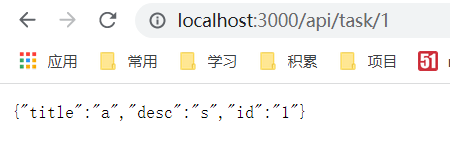 localhost:3000/api/task/1
应用 常用 学习 积累 项目 51
{"title":"a","desc":"s","id":"1"}